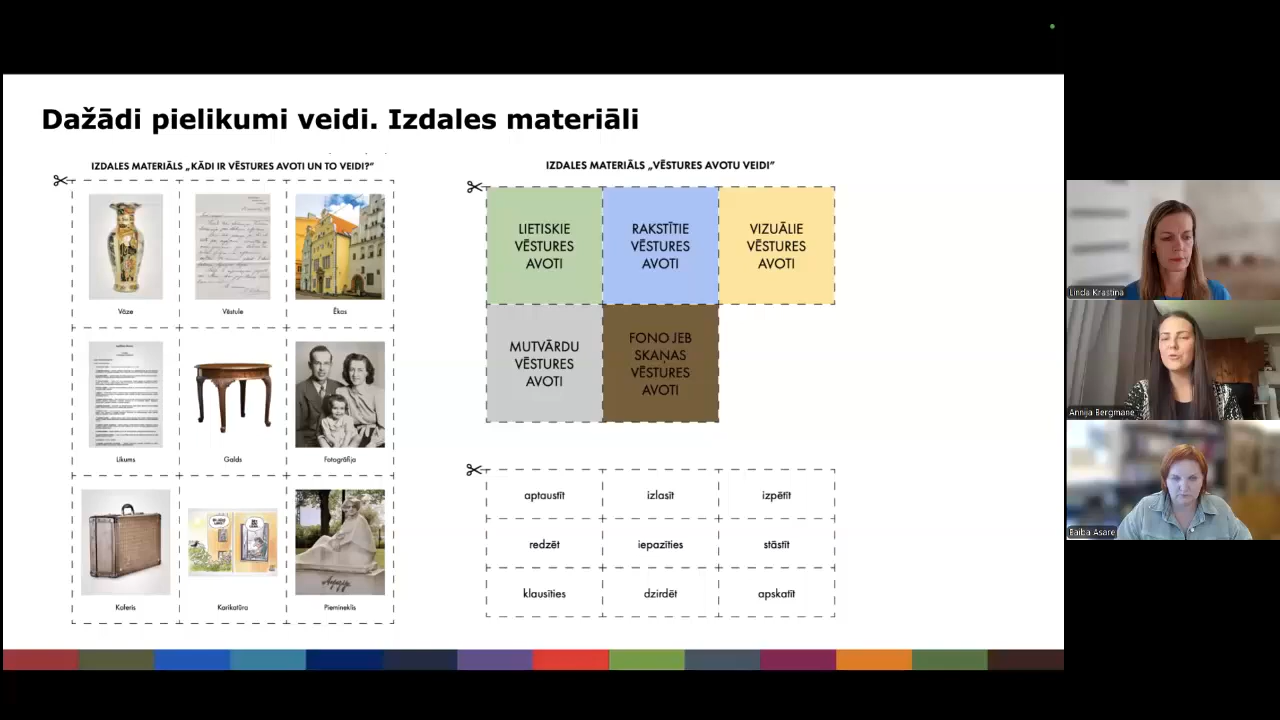 Dažādi pielikumi veidi. Izdales materiāli
IZDALES MATERIĀLS „KĀDI IR VĒSTURES AVOTI UN TO VEIDI?”
Vāze
Vēstule
Ēkas
Likums
Galds
Fotogrāfija
Koferis
Karikatūra
Piemineklis
IZDALES MATERIĀLS „VĒSTURES AVOTU VEIDI”
LIETISKIE
VĒSTURES
AVOTI
RAKSTĪTIE
VĒSTURES
AVOTI
VIZUĀLIE
VĒSTURES
AVOTI
MUTVĀRDU
VĒSTURES
AVOTI
FONO JEB
SKAŅAS
VĒSTURES
AVOTI
aptaustīt
izlasīt
izpētīt
redzēt
iepazīties
stāstīt
klausīties
dzirdēt
apskatīt
Linda Krastiņa
Annija Bergmane
Baiba Asare